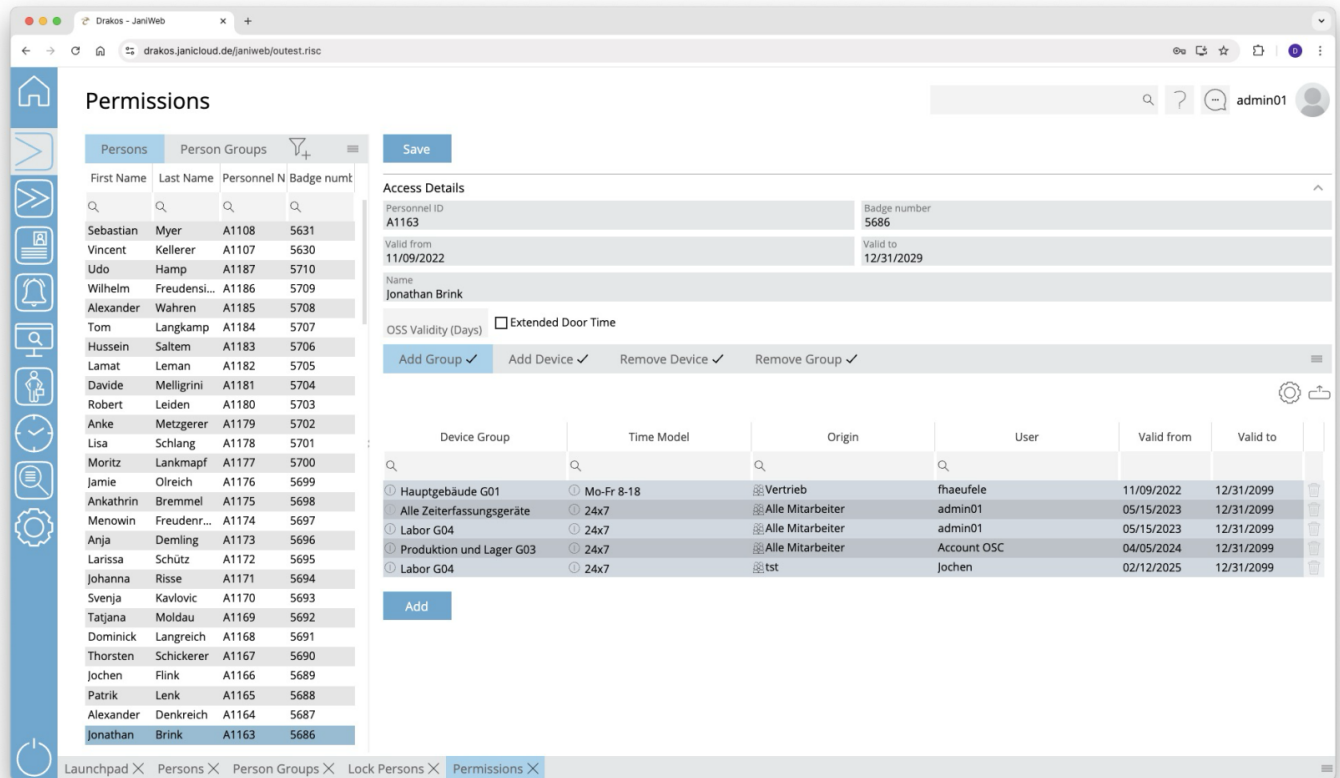 Drakos - JaniWeb
drakos.janicloud.de/janiweb/outest.risc
D
Permissions
admin01
Persons Person Groups
First Name Last Name Personnel N Badge numb
Sebastian Myer A1108 5631
Vincent Kellerer A1107 5630
Udo Hamp A1187 5710
Wilhelm Freudensi... A1186 5709
Alexander Wahren A1185 5708
Tom Langkamp A1184 5707
Hussein Saltem A1183 5706
Lamat Leman A1182 5705
Davide Melligrini A1181 5704
Robert Leiden A1180 5703
Anke Metzgerer A1179 5702
Lisa Schlang A1178 5701
Moritz Lankmapf A1177 5700
Jamie Olreich A1176 5699
Ankathrin Bremmel A1175 5698
Menowin Freudenr... A1174 5697
Anja Demling A1173 5696
Larissa Schütz A1172 5695
Johanna Risse A1171 5694
Svenja Kavlovic A1170 5693
Tatjana Moldau A1169 5692
Dominick Langreich A1168 5691
Thorsten Schickerer A1167 5690
Jochen Flink A1166 5689
Patrik Lenk A1165 5688
Alexander Denkreich A1164 5687
Jonathan Brink A1163 5686
Save
Access Details
Personnel ID
A1163
Badge number
5686
Valid from
11/09/2022
Valid to
12/31/2029
Name
Jonathan Brink
OSS Validity (Days) Extended Door Time
Add Group Add Device Remove Device Remove Group
Device Group Time Model Origin User Valid from Valid to
Hauptgebäude G01 Mo-Fr 8-18 Vertrieb fhaeufele 11/09/2022 12/31/2099
Alle Zeiterfassungsgeräte 24x7 Alle Mitarbeiter admin01 05/15/2023 12/31/2099
Labor G04 24x7 Alle Mitarbeiter admin01 05/15/2023 12/31/2099
Produktion und Lager G03 24x7 Alle Mitarbeiter Account OSC 04/05/2024 12/31/2099
Labor G04 24x7 tst Jochen 02/12/2025 12/31/2099
Add
Launchpad Persons Person Groups Lock Persons Permissions